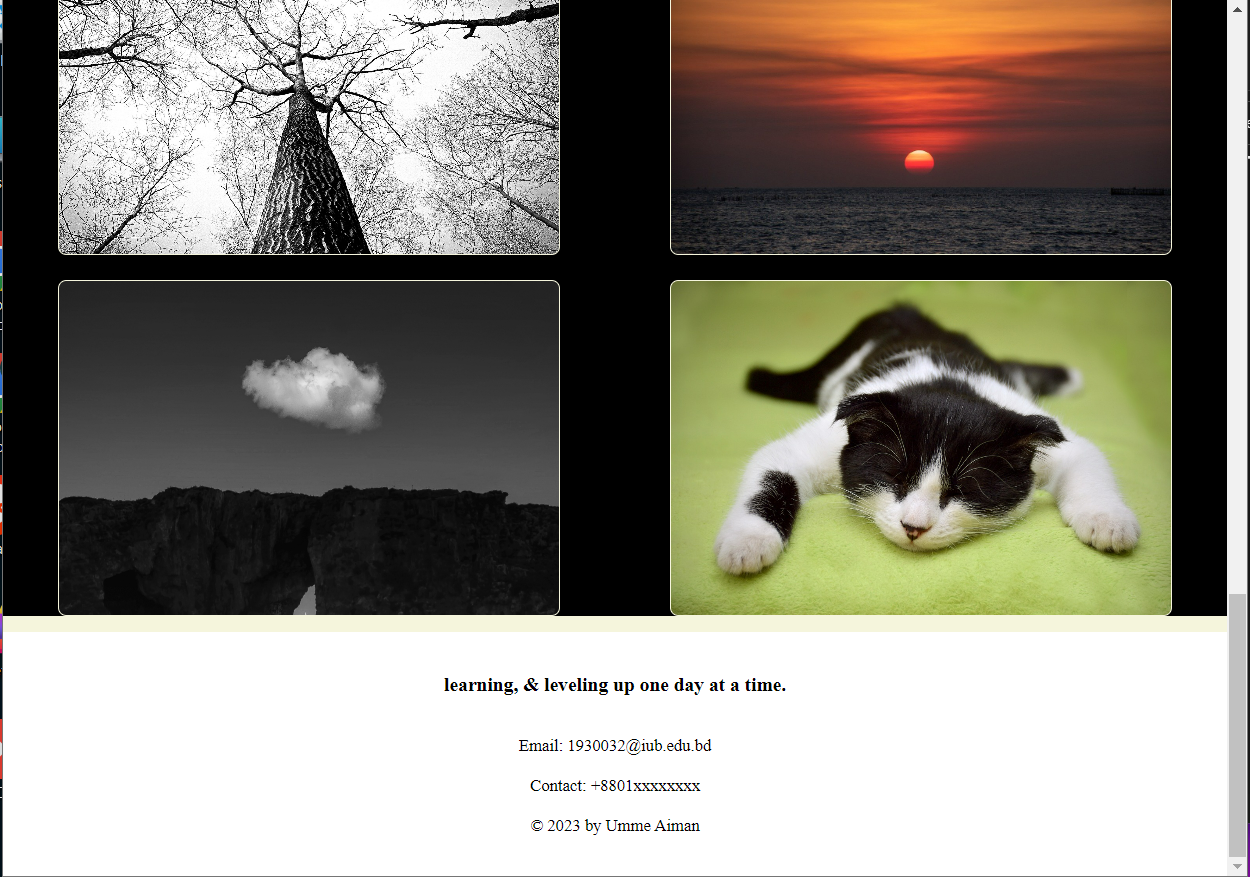 learning, & leveling up one day at a time.
Email: 1930032@iub.edu.bd
Contact: +8801xxxxxxxx
© 2023 by Umme Aiman